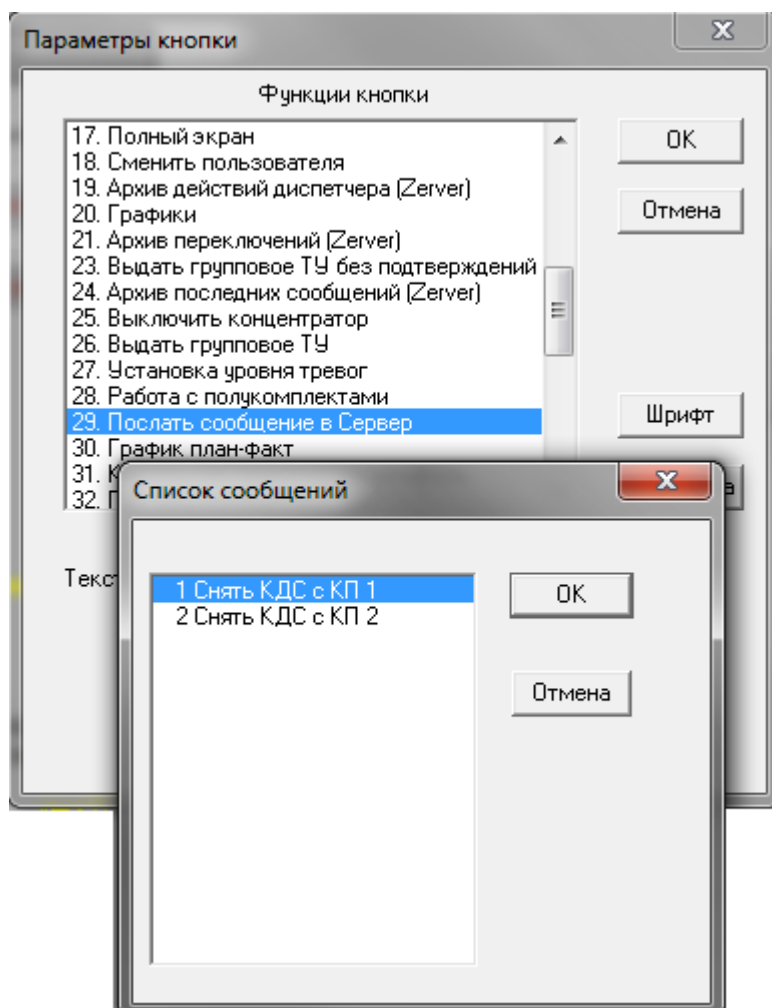 Параметры кнопки
Функции кнопки
17. Полный экран
18. Сменить пользователя
19. Архив действий диспетчера (Zerver)
20. Графики
21. Архив переключений (Zerver)
23. Выдать групповое ТУ без подтверждений
24. Архив последних сообщений (Zerver)
25. Выключить концентратор
26. Выдать групповое ТУ
27. Установка уровня тревог
28. Работа с полукомплектами
29. Послать сообщение в Сервер
30. График план-факт
31.
32.
OK
Отмена
Шрифт
Список сообщений
1 Снять КДС с КП 1
2 Снять КДС с КП 2
OK
Отмена